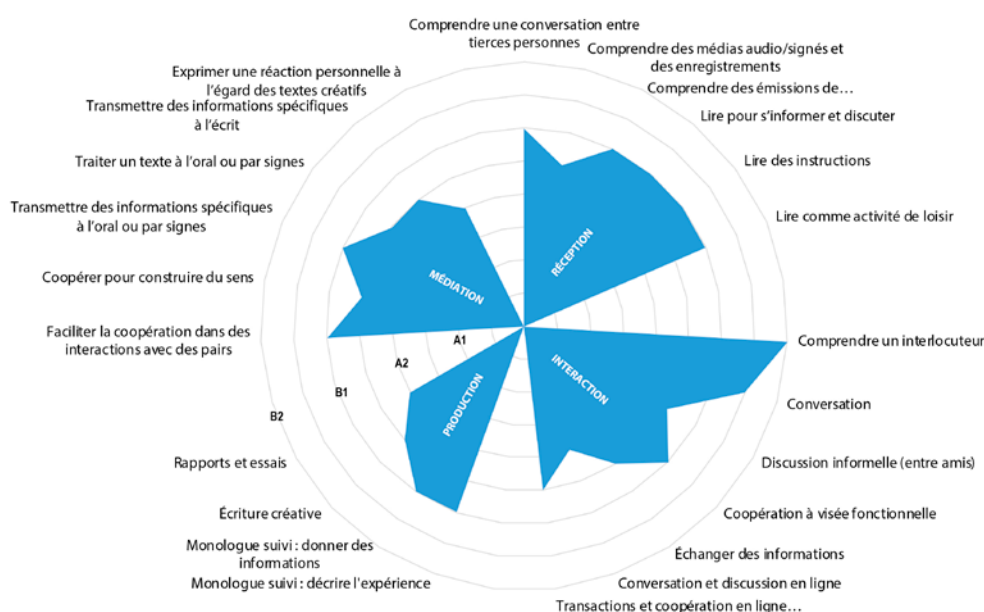 Comprendre une conversation entre
tierces personnes
Comprendre des médias audio/signés et
des enregistrements
Comprendre des émissions de…
Lire pour s’informer et discuter
Lire des instructions
Lire comme activité de loisir
Comprendre un interlocuteur
Conversation
Discussion informelle (entre amis)
Coopération à visée fonctionnelle
Échanger des informations
Conversation et discussion en ligne
Transactions et coopération en ligne…
Monologue suivi : décrire l'expérience
Monologue suivi : donner des
informations
Écriture créative
Rapports et essais
Faciliter la coopération dans des
interactions avec des pairs
Coopérer pour construire du sens
Transmettre des informations spécifiques
à l’oral ou par signes
Traiter un texte à l’oral ou par signes
Transmettre des informations spécifiques
à l’écrit
Exprimer une réaction personnelle à
l’égard des textes créatifs
RÉCEPTION
INTERACTION
PRODUCTION
MÉDIATION
A1
A2
B1
B2